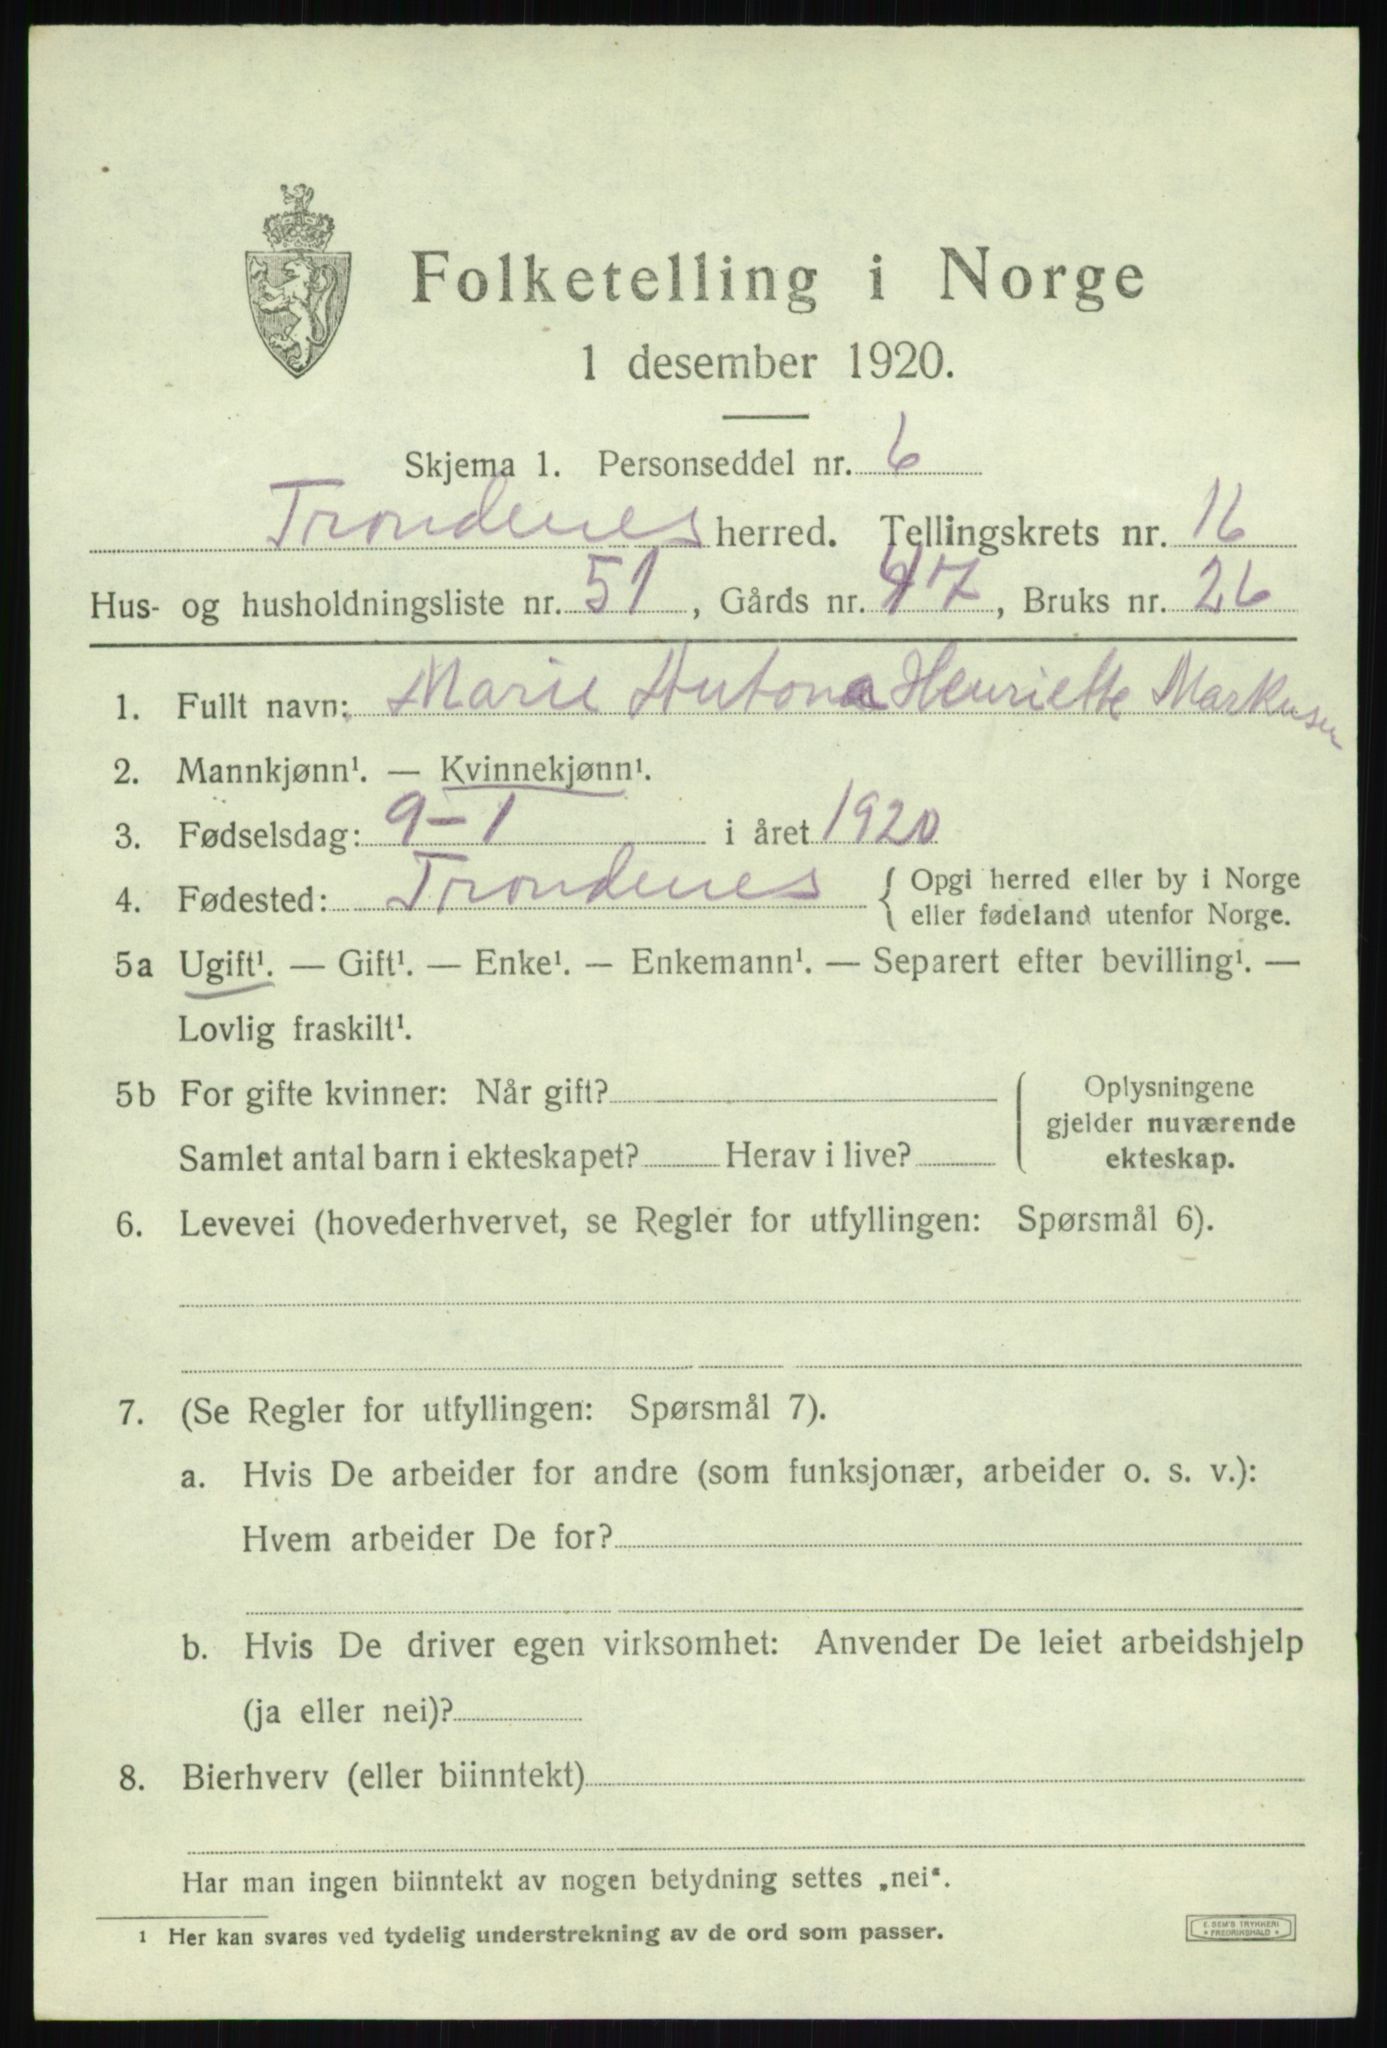 Folketelling i Norge
1 desember 1920.
Skjema 1. Personseddel nr. 6
Trondenes herred. Tellingskrets nr. 16
Hus- og husholdningsliste nr. 51, Gårds nr. 47, Bruks nr. 26
1. Fullt navn: Marie Antona Henriette Markusen
2. Mannkjønn¹. — Kvinnekjønn¹.
3. Fødselsdag: 9-1 i året 1920
4. Fødested: Trondenes { Opgi herred eller by i Norge
eller fødeland utenfor Norge.
5a Ugift¹. — Gift¹. — Enke¹. — Enkemann¹. — Separert efter bevilling¹. —
Lovlig fraskilt¹.
5b For gifte kvinner: Når gift? ( Oplysningene
gjelder nuværende
Samlet antal barn i ekteskapet? Herav i live? ekteskap.
6. Levevei (hovederhvervet, se Regler for utfyllingen: Spørsmål 6).
7. (Se Regler for utfyllingen: Spørsmål 7).
a. Hvis De arbeider for andre (som funksjonær, arbeider o. s. v.):
Hvem arbeider De for?
b. Hvis De driver egen virksomhet: Anvender De leiet arbeidshjelp
(ja eller nei)?
8. Bierhverv (eller biinntekt)
Har man ingen biinntekt av nogen betydning settes „nei“.
¹ Her kan svares ved tydelig understrekning av de ord som passer.
E. SEM'S TRYKKERI
* FREDRIKSHALD *